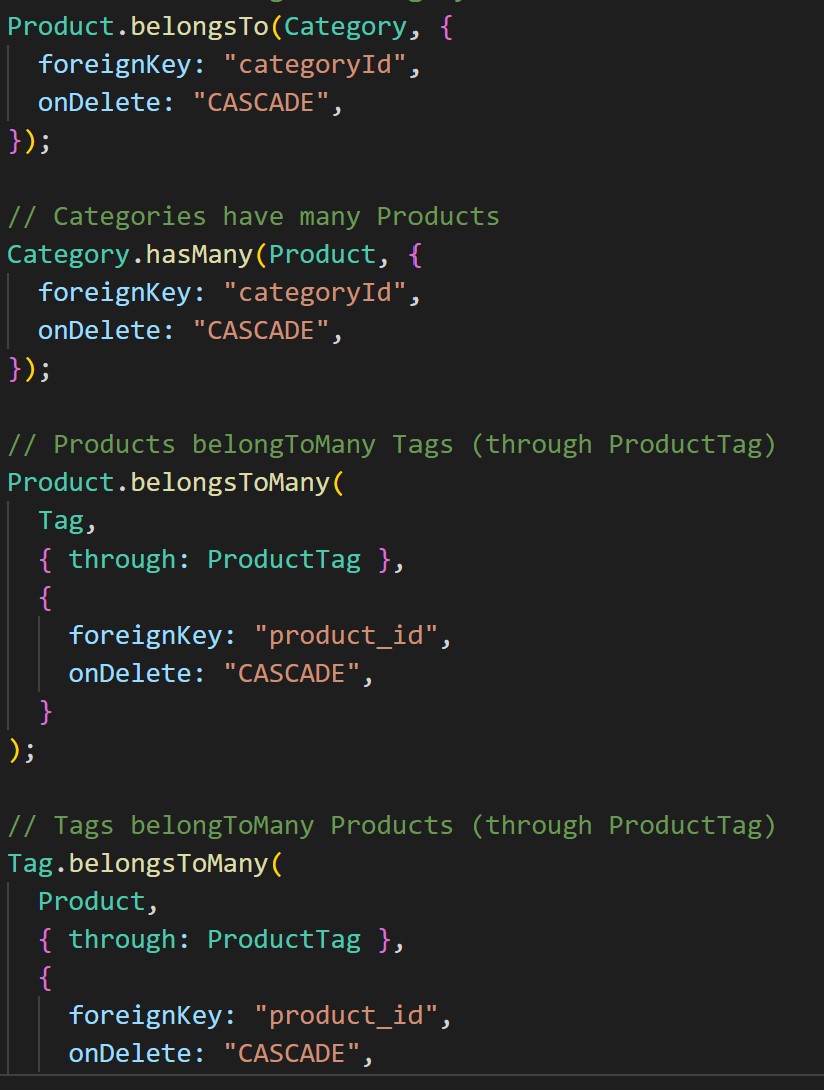 Product.belongsTo(Category, {
  foreignKey: "categoryId",
  onDelete: "CASCADE",
});
// Categories have many Products
Category.hasMany(Product, {
  foreignKey: "categoryId",
  onDelete: "CASCADE",
});
// Products belongToMany Tags (through ProductTag)
Product.belongsToMany(
  Tag,
  { through: ProductTag },
  {
    foreignKey: "product_id",
    onDelete: "CASCADE",
  }
);
// Tags belongToMany Products (through ProductTag)
Tag.belongsToMany(
  Product,
  { through: ProductTag },
  {
    foreignKey: "product_id",
    onDelete: "CASCADE",